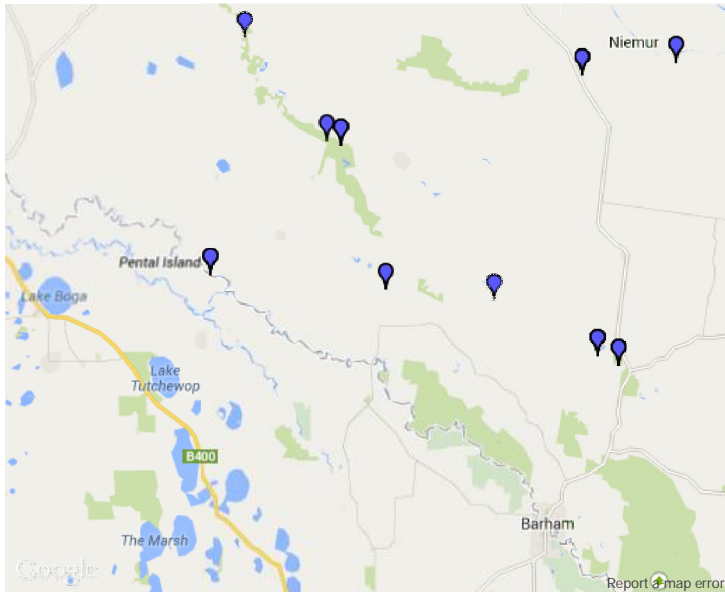 Niemur
Pental Island
Lake Boga
Lake
Tutchewop
B400
Barham
The Marsh
Google
Report a map error